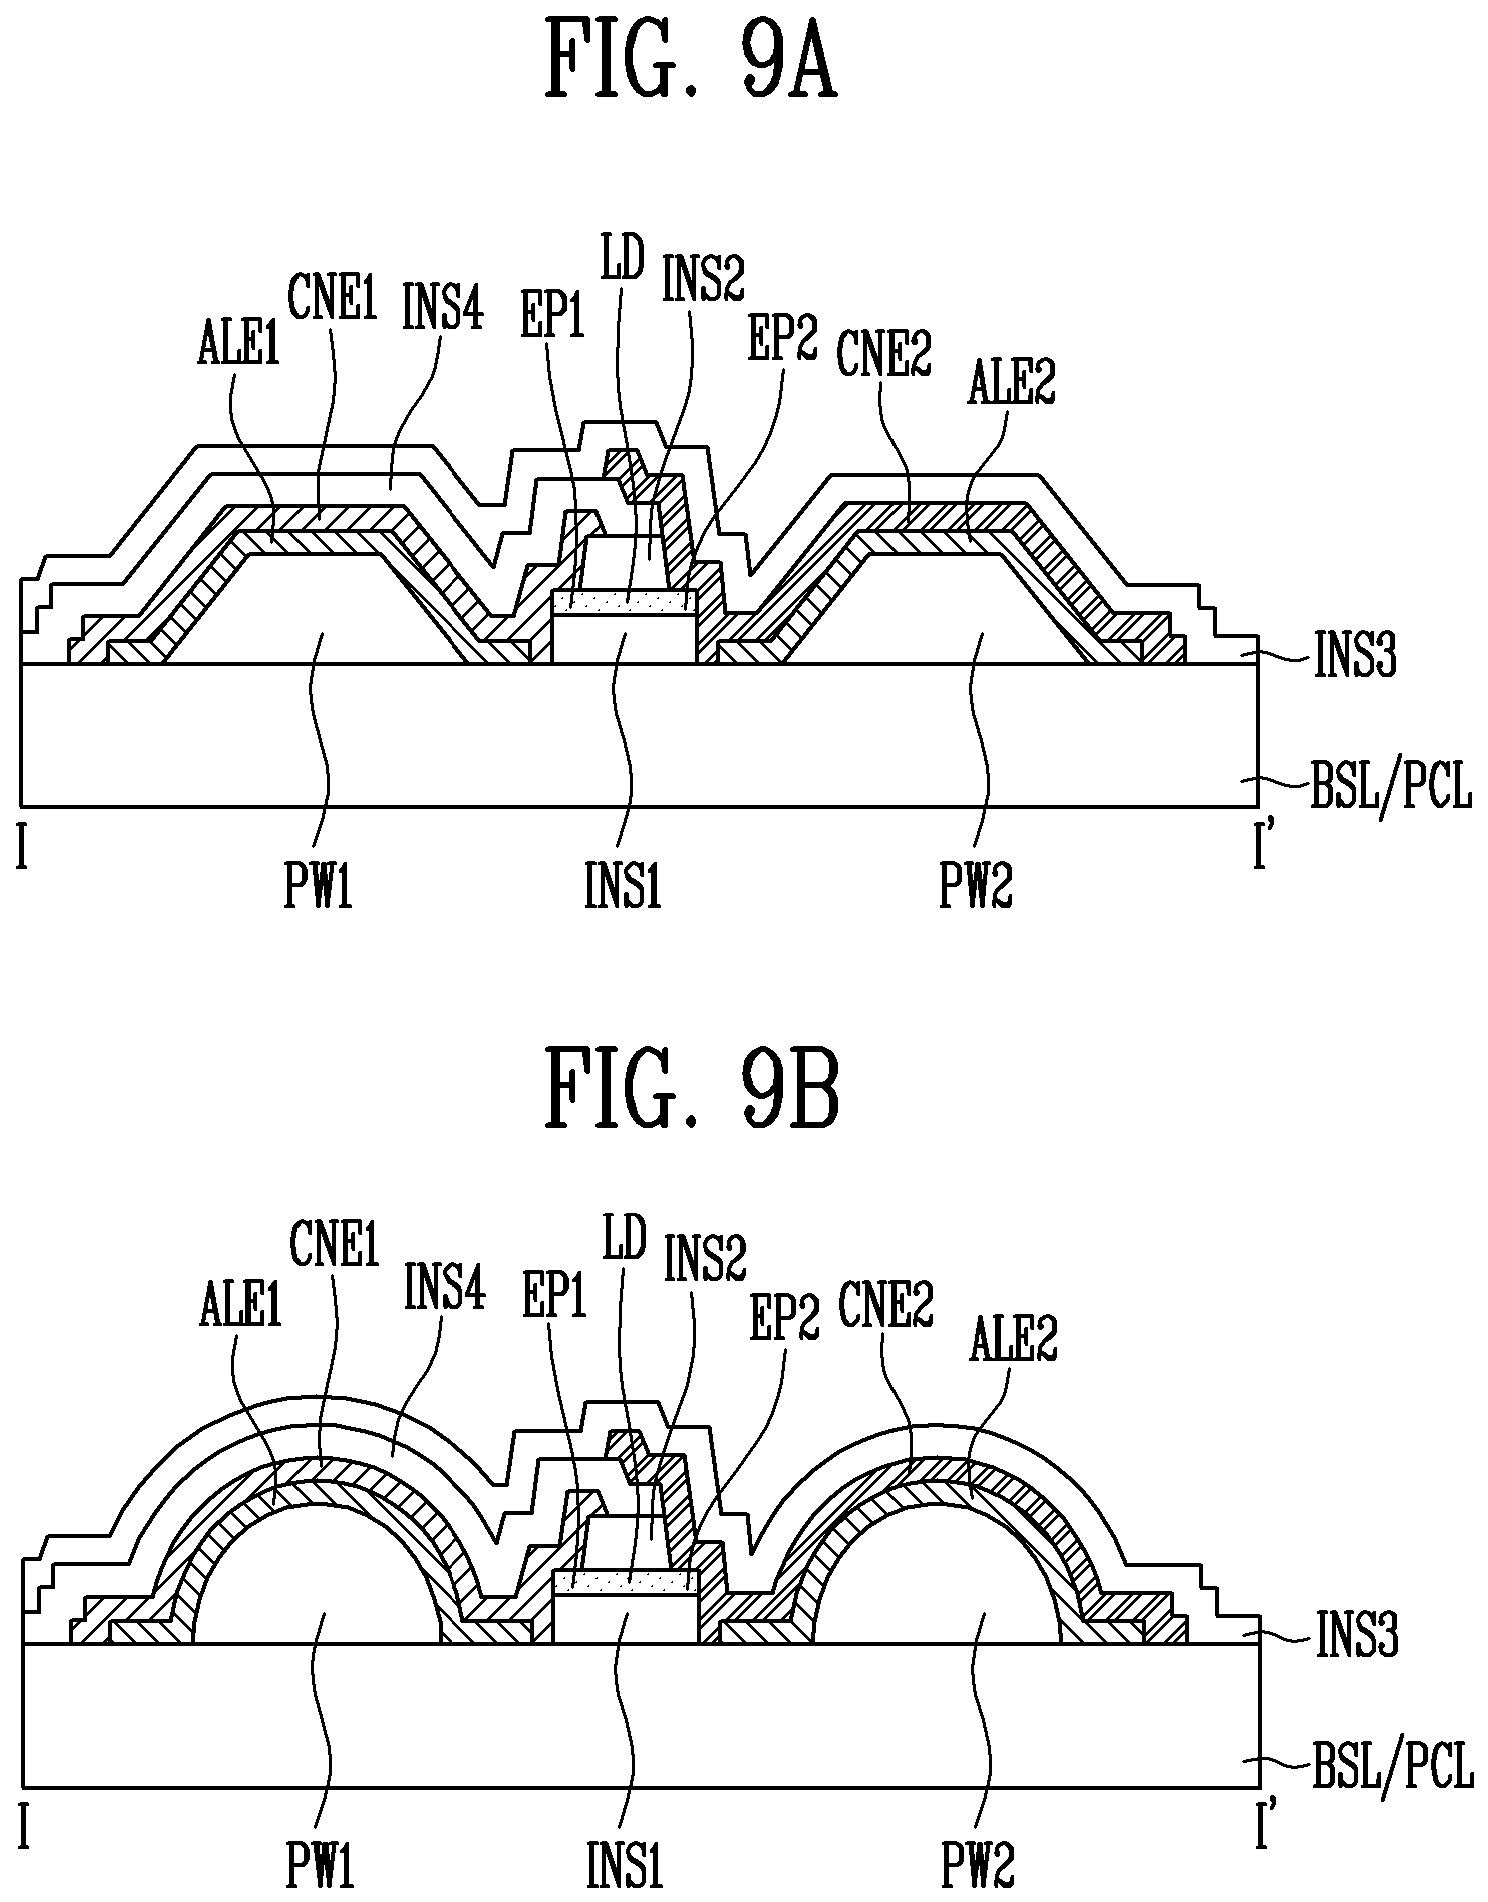 FIG. 9A
LD
INS2
CNE1
INS4
EP1
EP2
ALE1
CNE2
ALE2
INS3
BSL/PCL
I
I'
PW1
INS1
PW2
FIG. 9B
LD
CNE1
INS2
INS4
EP1
ALE1
EP2
CNE2
ALE2
INS3
BSL/PCL
I
I'
PW1
INS1
PW2